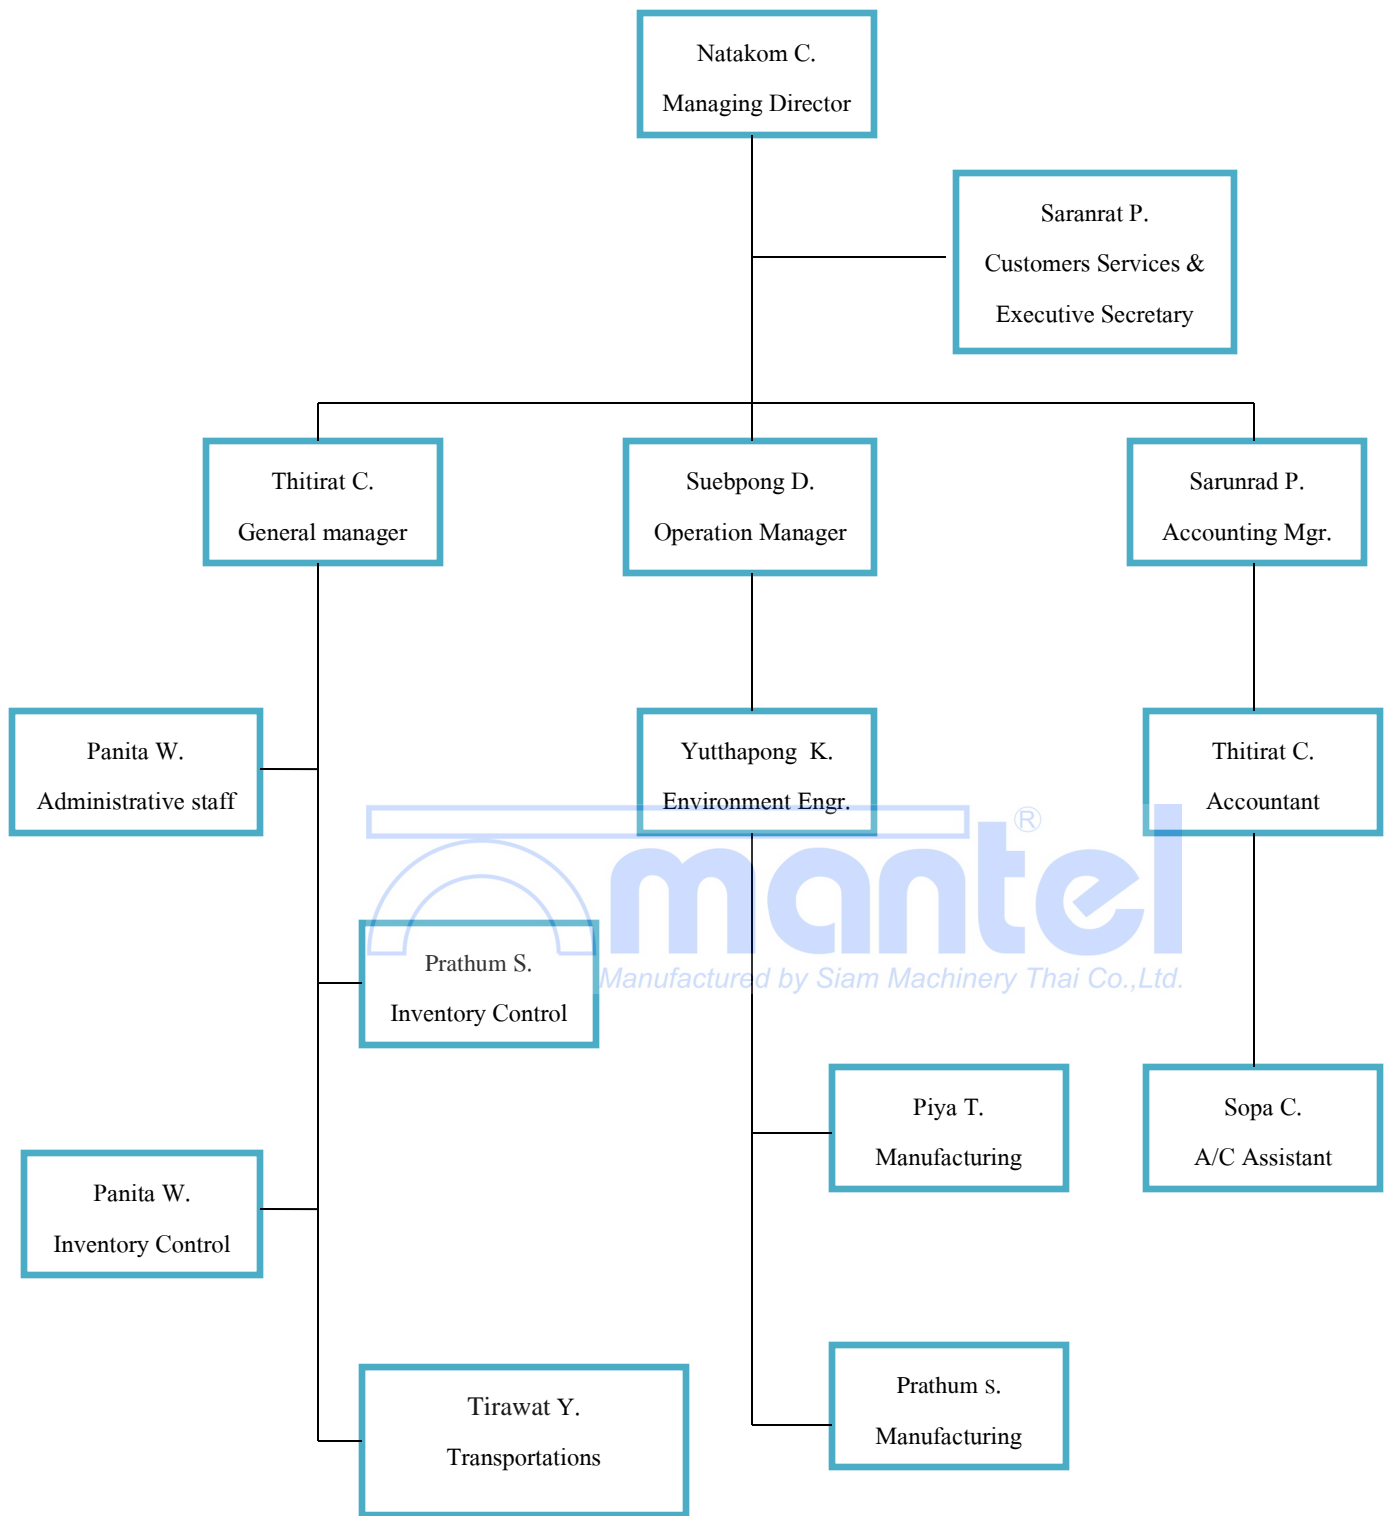 Natakom C.
Managing Director
Saranrat P.
Customers Services &
Executive Secretary
Thitirat C.
General manager
Suebpong D.
Operation Manager
Sarunrad P.
Accounting Mgr.
Panita W.
Administrative staff
Yutthapong K.
Environment Engr.
Thitirat C.
Accountant
mantel®
Manufactured by Siam Machinery Thai Co.,Ltd.
Prathum S.
Inventory Control
Piya T.
Manufacturing
Sopa C.
A/C Assistant
Panita W.
Inventory Control
Prathum S.
Manufacturing
Tirawat Y.
Transportations